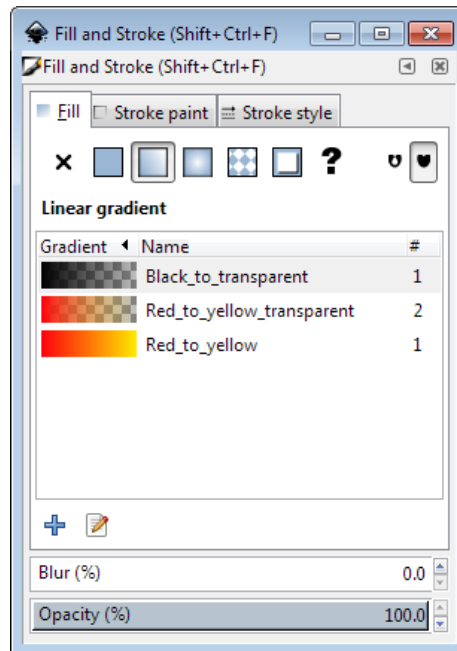 Fill and Stroke (Shift+Ctrl+F)
Fill and Stroke (Shift+Ctrl+F)
Fill Stroke paint Stroke style
?
Linear gradient
Gradient Name #
Black_to_transparent 1
Red_to_yellow_transparent 2
Red_to_yellow 1
Blur (%) 0.0
Opacity (%) 100.0